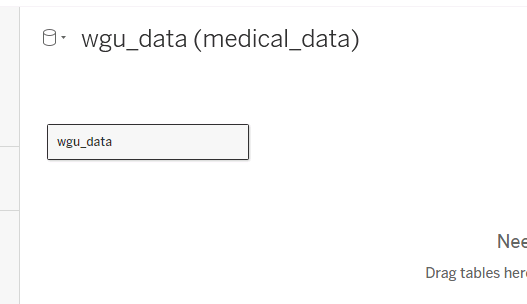 wgu_data (medical_data)
wgu_data
Nee
Drag tables her